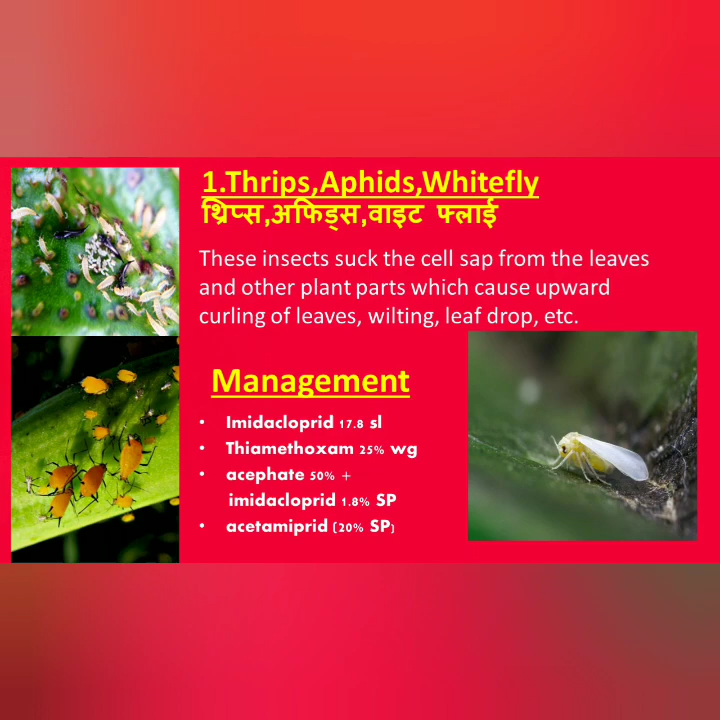 1.Thrips,Aphids,Whitefly
थ्रिप्स,अफिड्स,वाइट फ्लाई
These insects suck the cell sap from the leaves
and other plant parts which cause upward
curling of leaves, wilting, leaf drop, etc.
Management
• Imidacloprid 17.8 sl
• Thiamethoxam 25% wg
• acephate 50% +
imidacloprid 1.8% SP
• acetamiprid (20% SP)